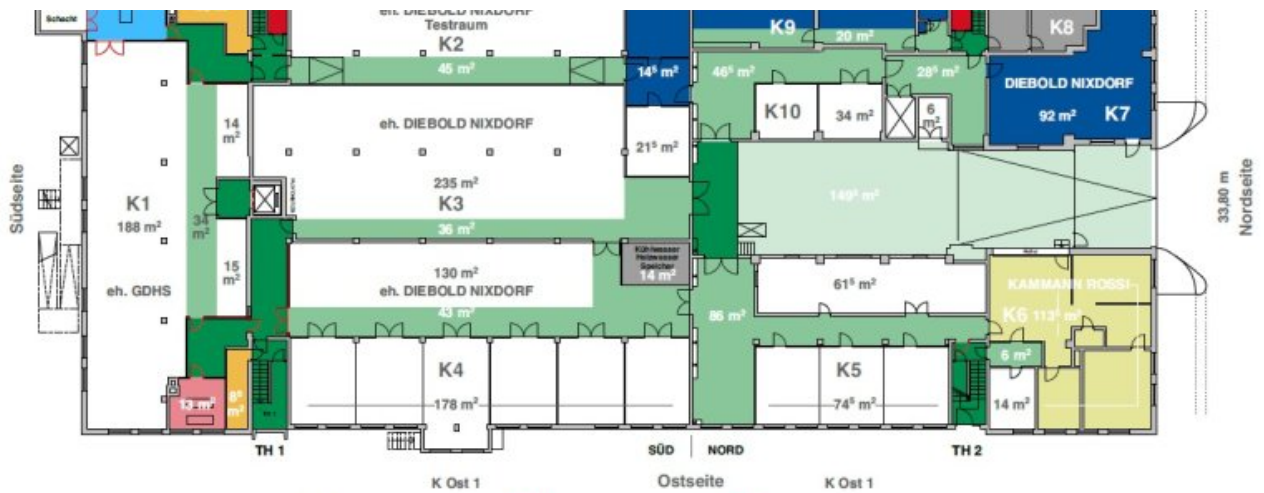 Schacht
eh. DIEBOLD NIXDORF
Testraum
K2
45 m²
14⁵ m²
K9
20 m²
K8
46⁵ m²
28⁵ m²
DIEBOLD NIXDORF
92 m²
K7
K10
34 m²
6
m²
14
m²
eh. DIEBOLD NIXDORF
21⁵ m²
235 m²
K3
36 m²
149⁵ m²
Südseite
K1
188 m²
34
m²
eh. GDHS
15
m²
130 m²
eh. DIEBOLD NIXDORF
43 m²
Kühlwasser
Heizwasser
Speicher
14 m²
86 m²
61⁵ m²
KAMMANN ROSSI
K6
6 m²
33,80 m
Nordseite
13 m²
m²
TH 1
K4
178 m²
K5
74⁵ m²
14 m²
TH 1
SÜD
NORD
TH 2
K Ost 1
Ostseite
K Ost 1